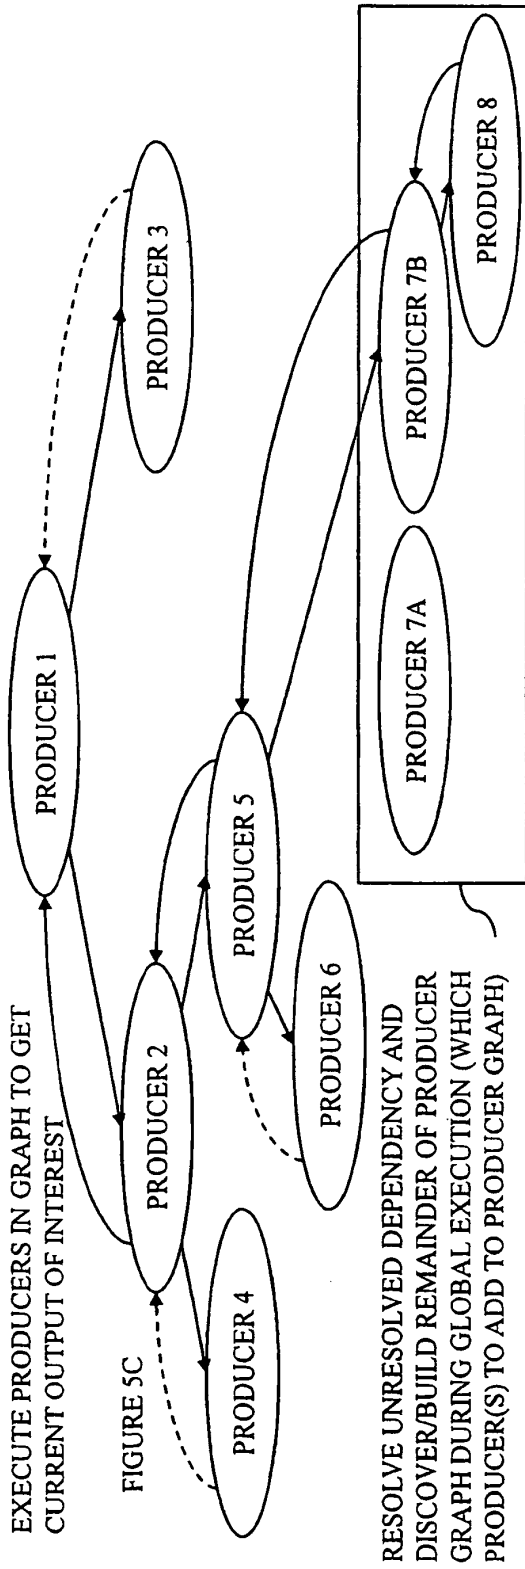 EXECUTE PRODUCERS IN GRAPH TO GET
CURRENT OUTPUT OF INTEREST
FIGURE 5C
PRODUCER 1
PRODUCER 2
PRODUCER 3
PRODUCER 4
PRODUCER 5
PRODUCER 6
PRODUCER 7A
PRODUCER 7B
PRODUCER 8
RESOLVE UNRESOLVED DEPENDENCY AND
DISCOVER/BUILD REMAINDER OF PRODUCER
GRAPH DURING GLOBAL EXECUTION (WHICH
PRODUCER(S) TO ADD TO PRODUCER GRAPH)